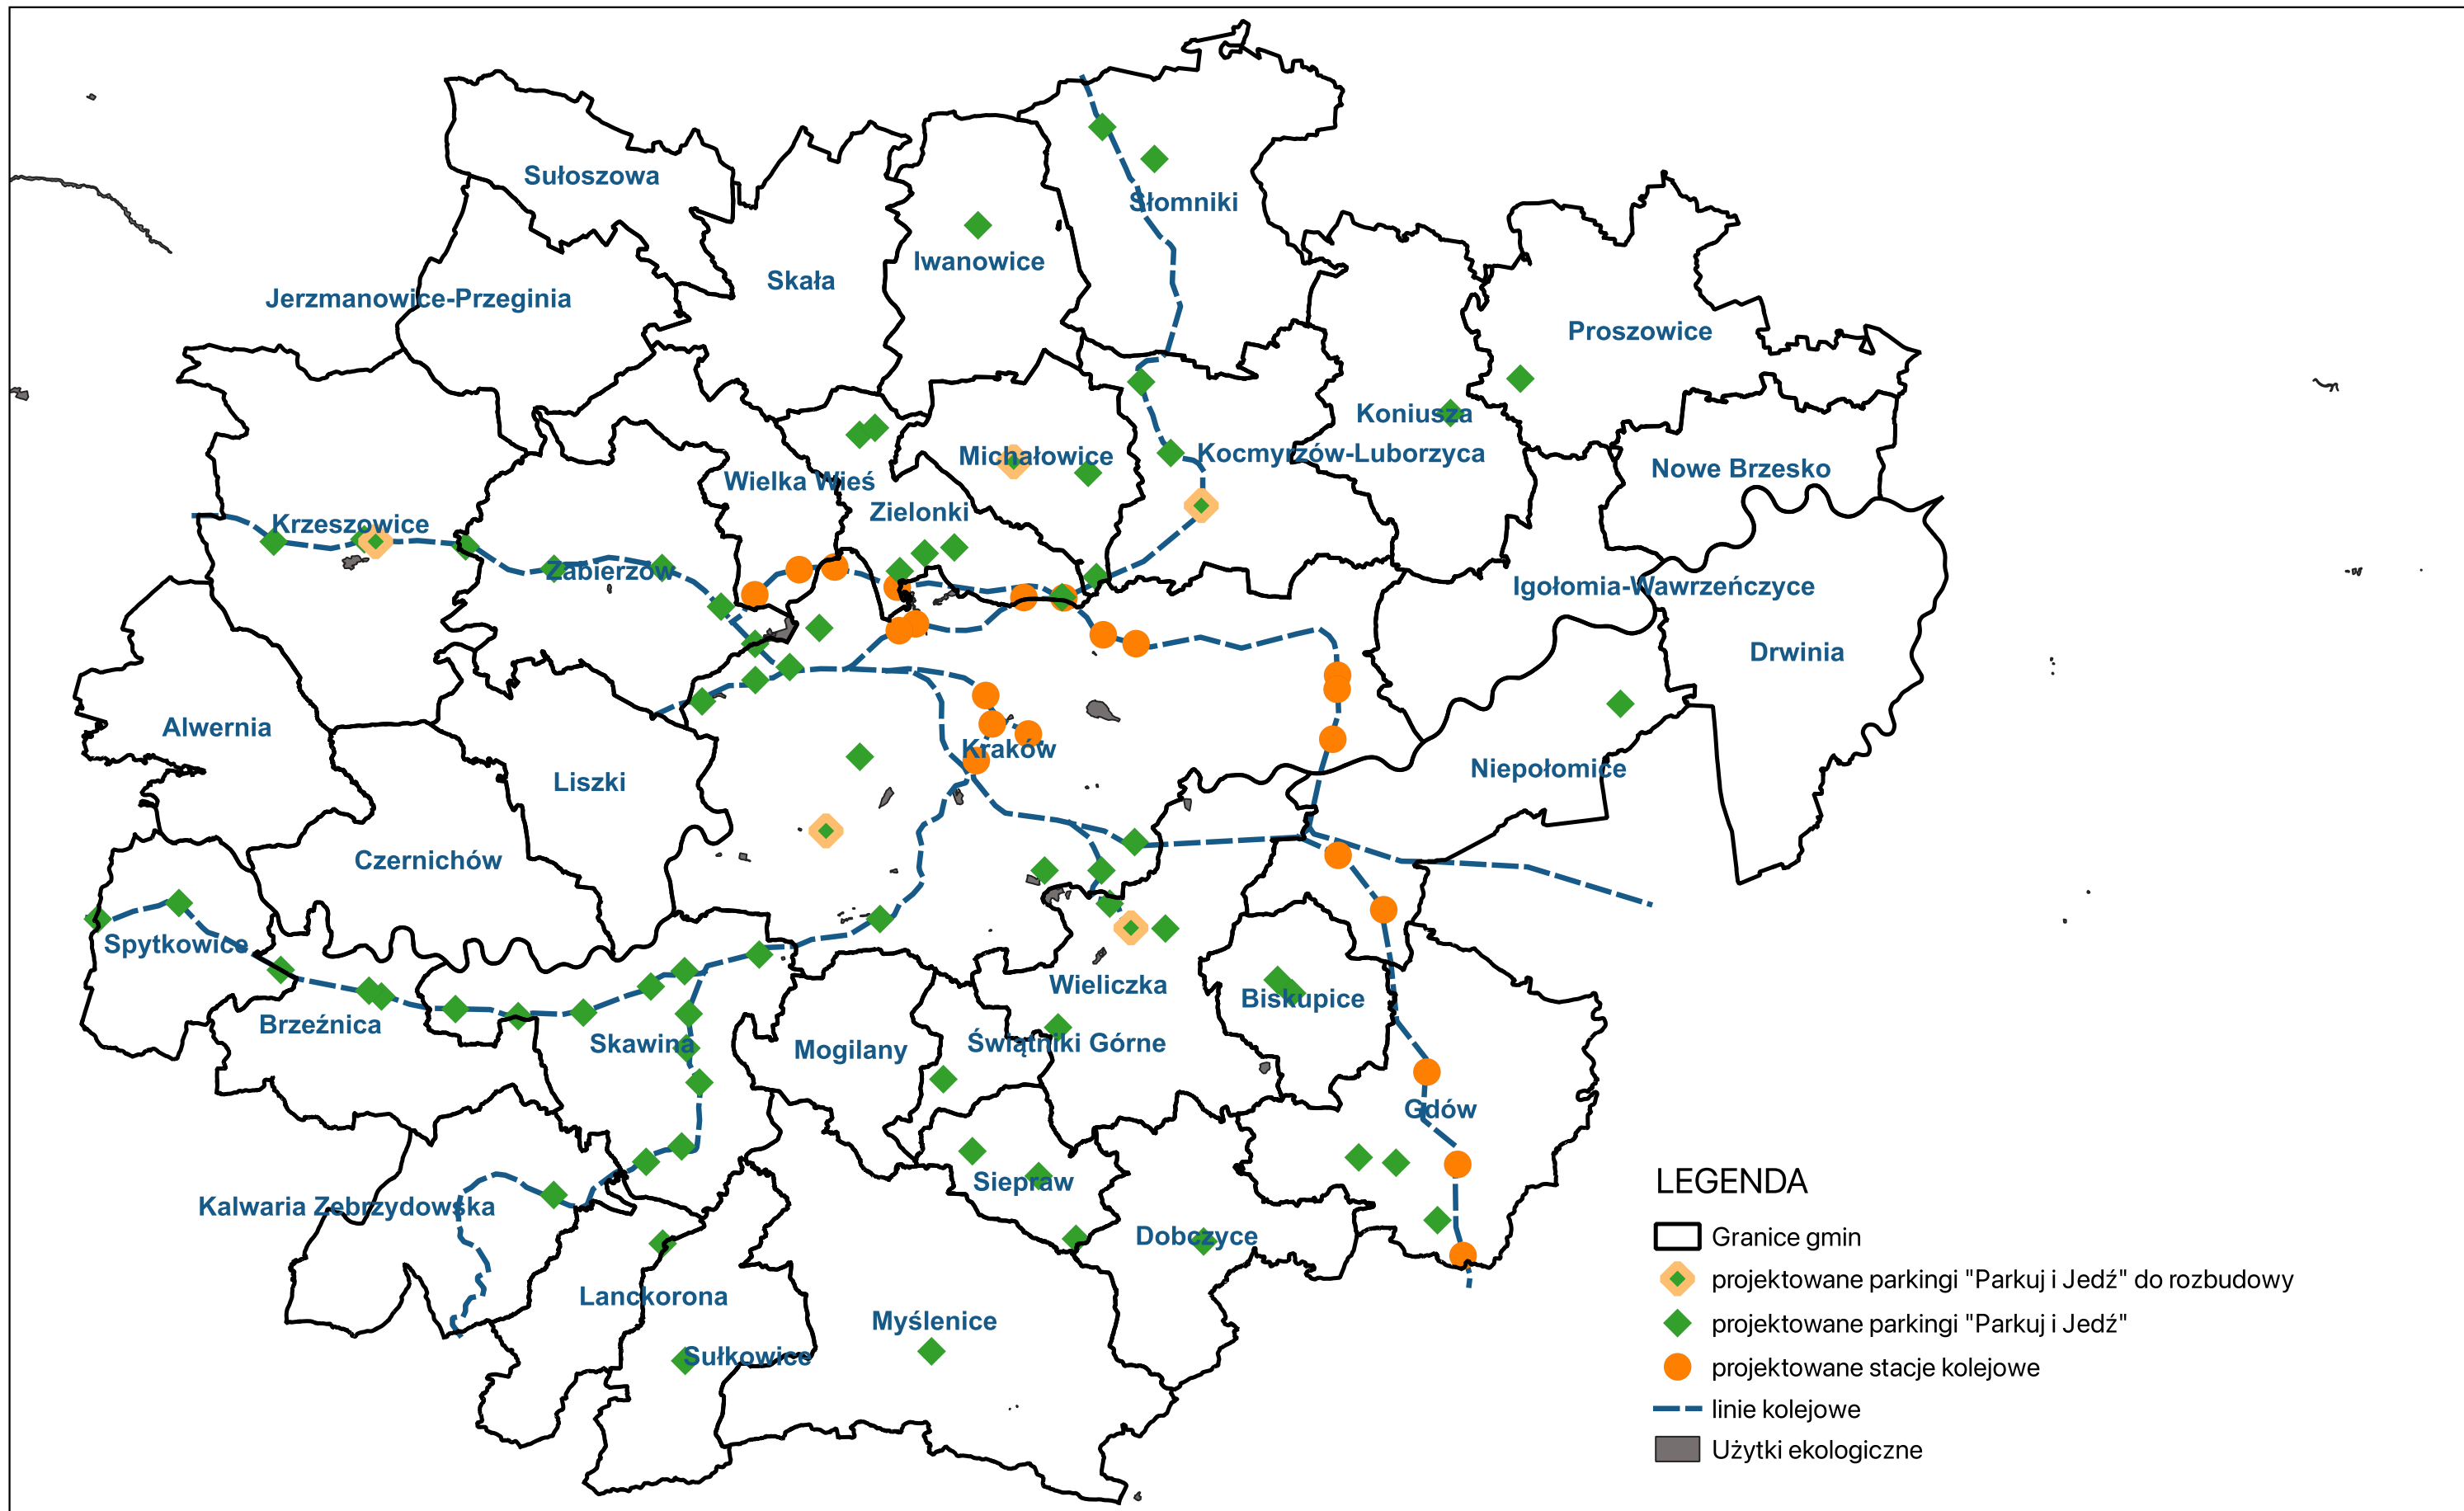 Sułoszowa
Słomniki
Iwanowice
Skała
Jerzmanowice-Przeginia
Proszowice
Koniusza
Kocmyrzów-Luborzyca
Michałowice
Nowe Brzesko
Wielka Wieś
Zielonki
Krzeszowice
Zabierzów
Igołomia-Wawrzeńczyce
Drwinia
Alwernia
Kraków
Niepołomice
Liszki
Czernichów
Spytkowice
Wieliczka
Biskupice
Brzeźnica
Skawina
Mogilany
Świątniki Górne
Gdów
Siepraw
Kalwaria Zebrzydowska
Dobczyce
Lanckorona
Myślenice
Sułkowice
LEGENDA
Granice gmin
projektowane parkingi "Parkuj i Jedź" do rozbudowy
projektowane parkingi "Parkuj i Jedź"
projektowane stacje kolejowe
linie kolejowe
Użytki ekologiczne